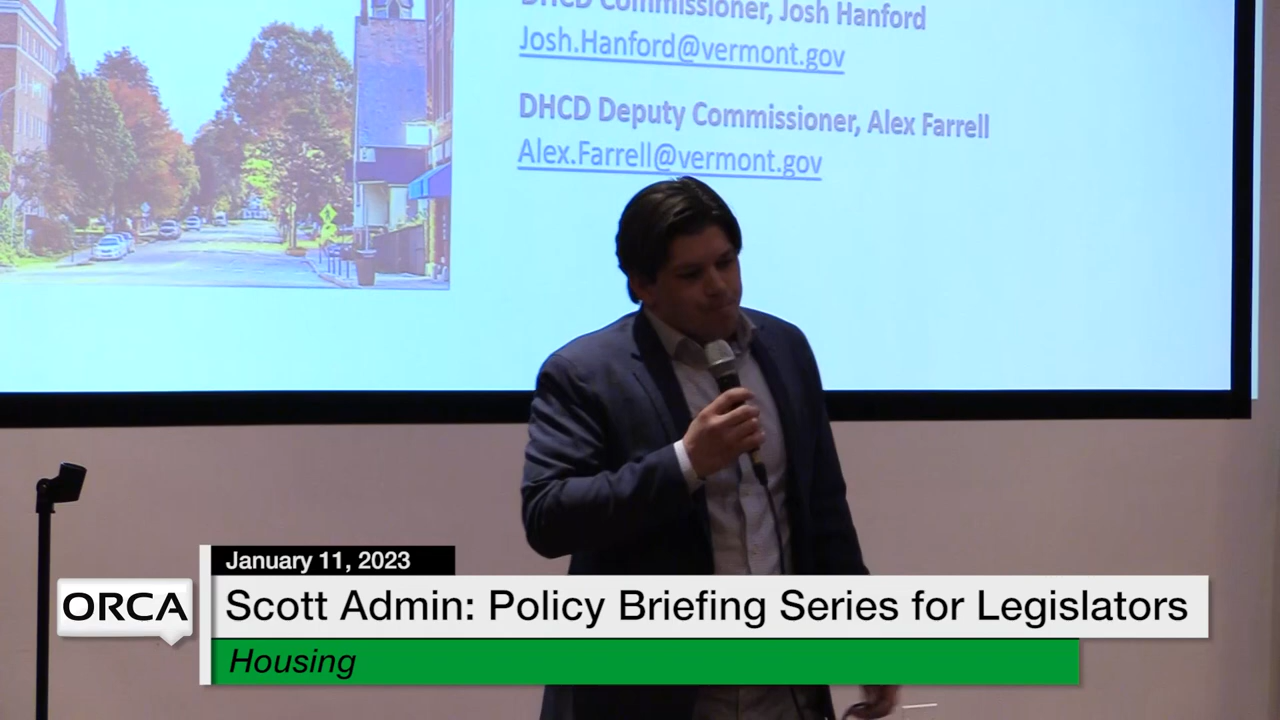 DHCD Commissioner, Josh Hanford
Josh.Hanford@vermont.gov
DHCD Deputy Commissioner, Alex Farrell
Alex.Farrell@vermont.gov
January 11, 2023
ORCA
Scott Admin: Policy Briefing Series for Legislators
Housing